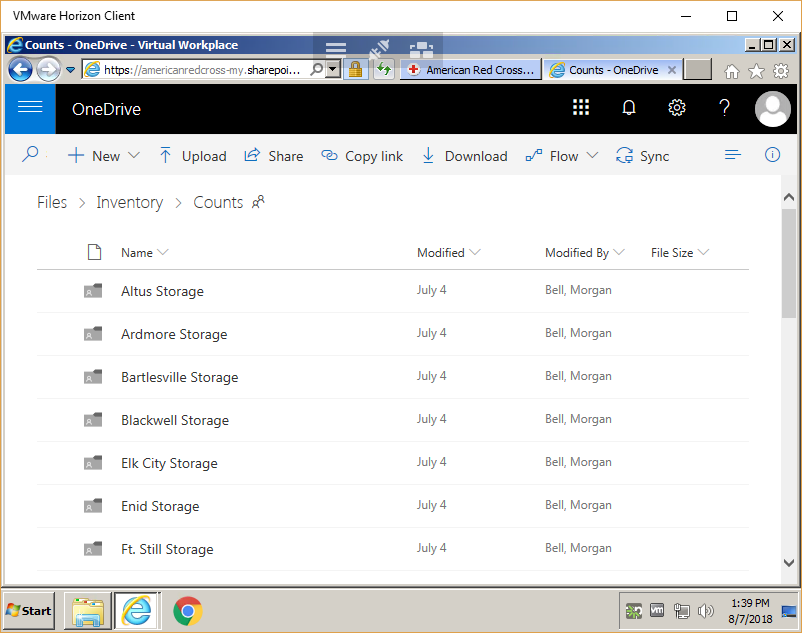 VMware Horizon Client
Counts - OneDrive - Virtual Workplace
https://americanredcross-my.sharepoi...
American Red Cross...
Counts - OneDrive
OneDrive
New Upload Share Copy link Download Flow Sync
Files > Inventory > Counts
Name Modified Modified By File Size
Altus Storage July 4 Bell, Morgan
Ardmore Storage July 4 Bell, Morgan
Bartlesville Storage July 4 Bell, Morgan
Blackwell Storage July 4 Bell, Morgan
Elk City Storage July 4 Bell, Morgan
Enid Storage July 4 Bell, Morgan
Ft. Still Storage July 4 Bell, Morgan
Start
vm
1:39 PM
8/7/2018